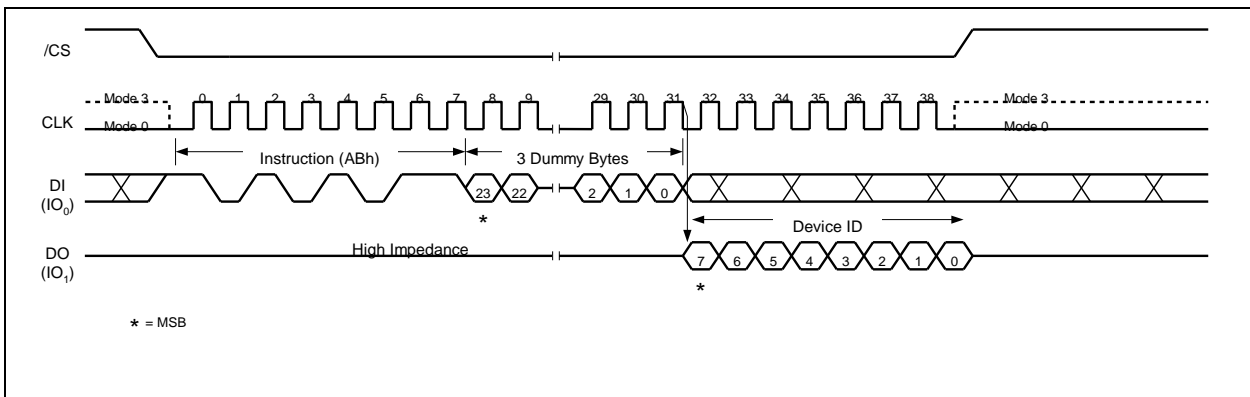 /CS
Mode 3 0 1 2 3 4 5 6 7 8 9 29 30 31 32 33 34 35 36 37 38 Mode 3
CLK Mode 0 Mode 0
Instruction (ABh) 3 Dummy Bytes
DI
(IO0)
23 22 2 1 0
*
Device ID
High Impedance
DO
(IO1)
7 6 5 4 3 2 1 0
*
* = MSB